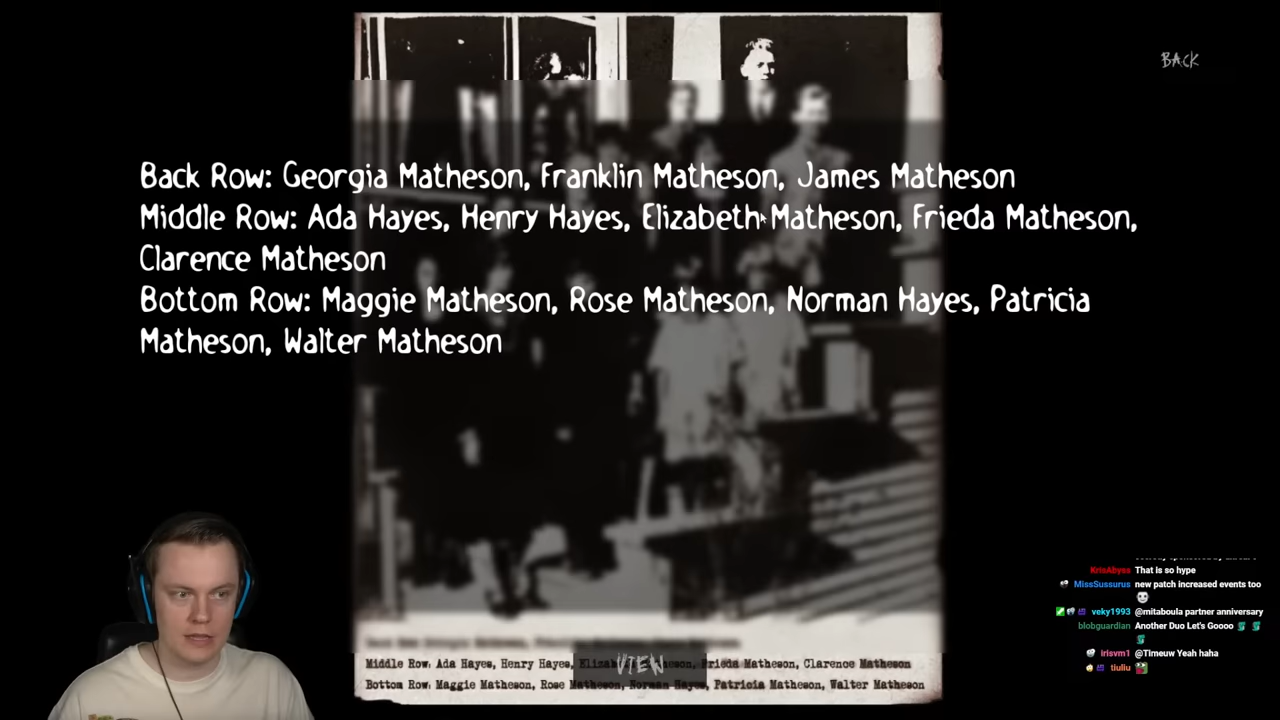 BACK
Back Row: Georgia Matheson, Franklin Matheson, James Matheson
Middle Row: Ada Hayes, Henry Hayes, Elizabeth Matheson, Frieda Matheson,
Clarence Matheson
Bottom Row: Maggie Matheson, Rose Matheson, Norman Hayes, Patricia
Matheson, Walter Matheson
KrisAbyss That is so hype
MissSussurus new patch increased events too
veky1993 @mitaboula partner anniversary
blobguardian Another Duo Let's Goooo
irisvm1 @Timeuw Yeah haha
tiuliu
Middle Row: Ada Hayes, Henry Hayes, Frieda Matheson, Clarence Matheson
VIEW
Bottom Row: Maggie Matheson, Rose Matheson, Norman Hayes, Patricia Matheson, Walter Matheson